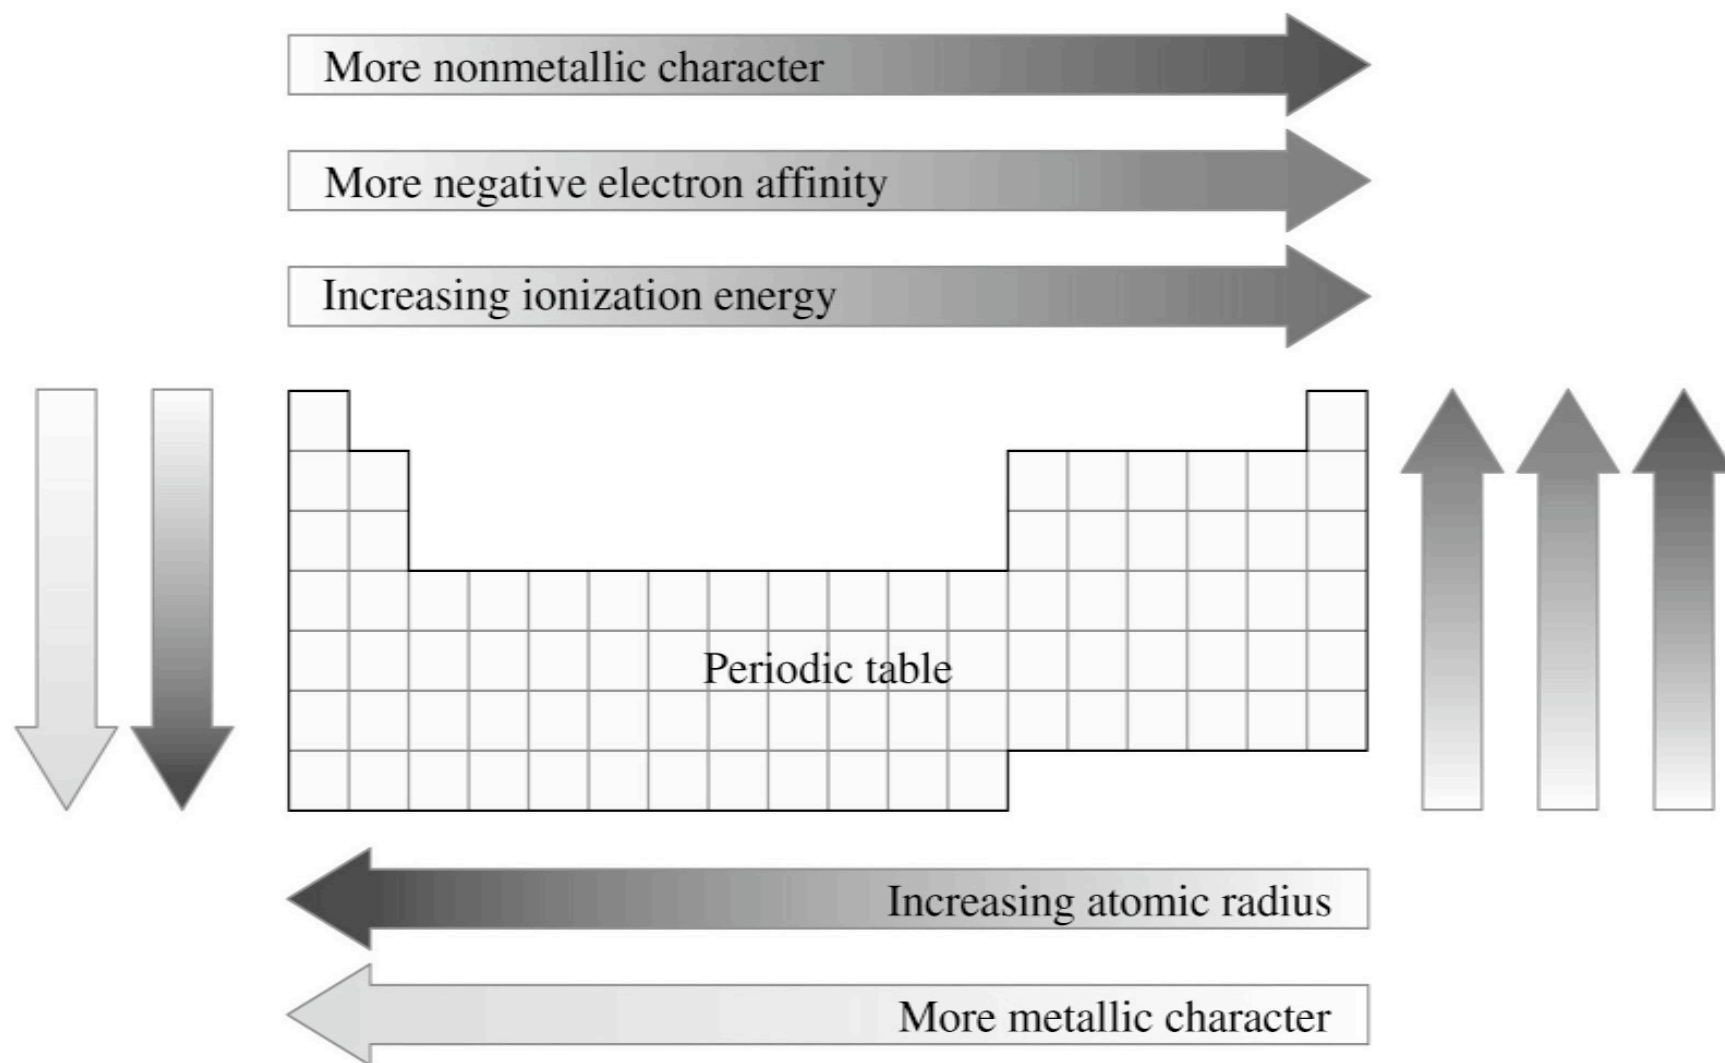 More nonmetallic character
More negative electron affinity
Increasing ionization energy
Periodic table
Increasing atomic radius
More metallic character